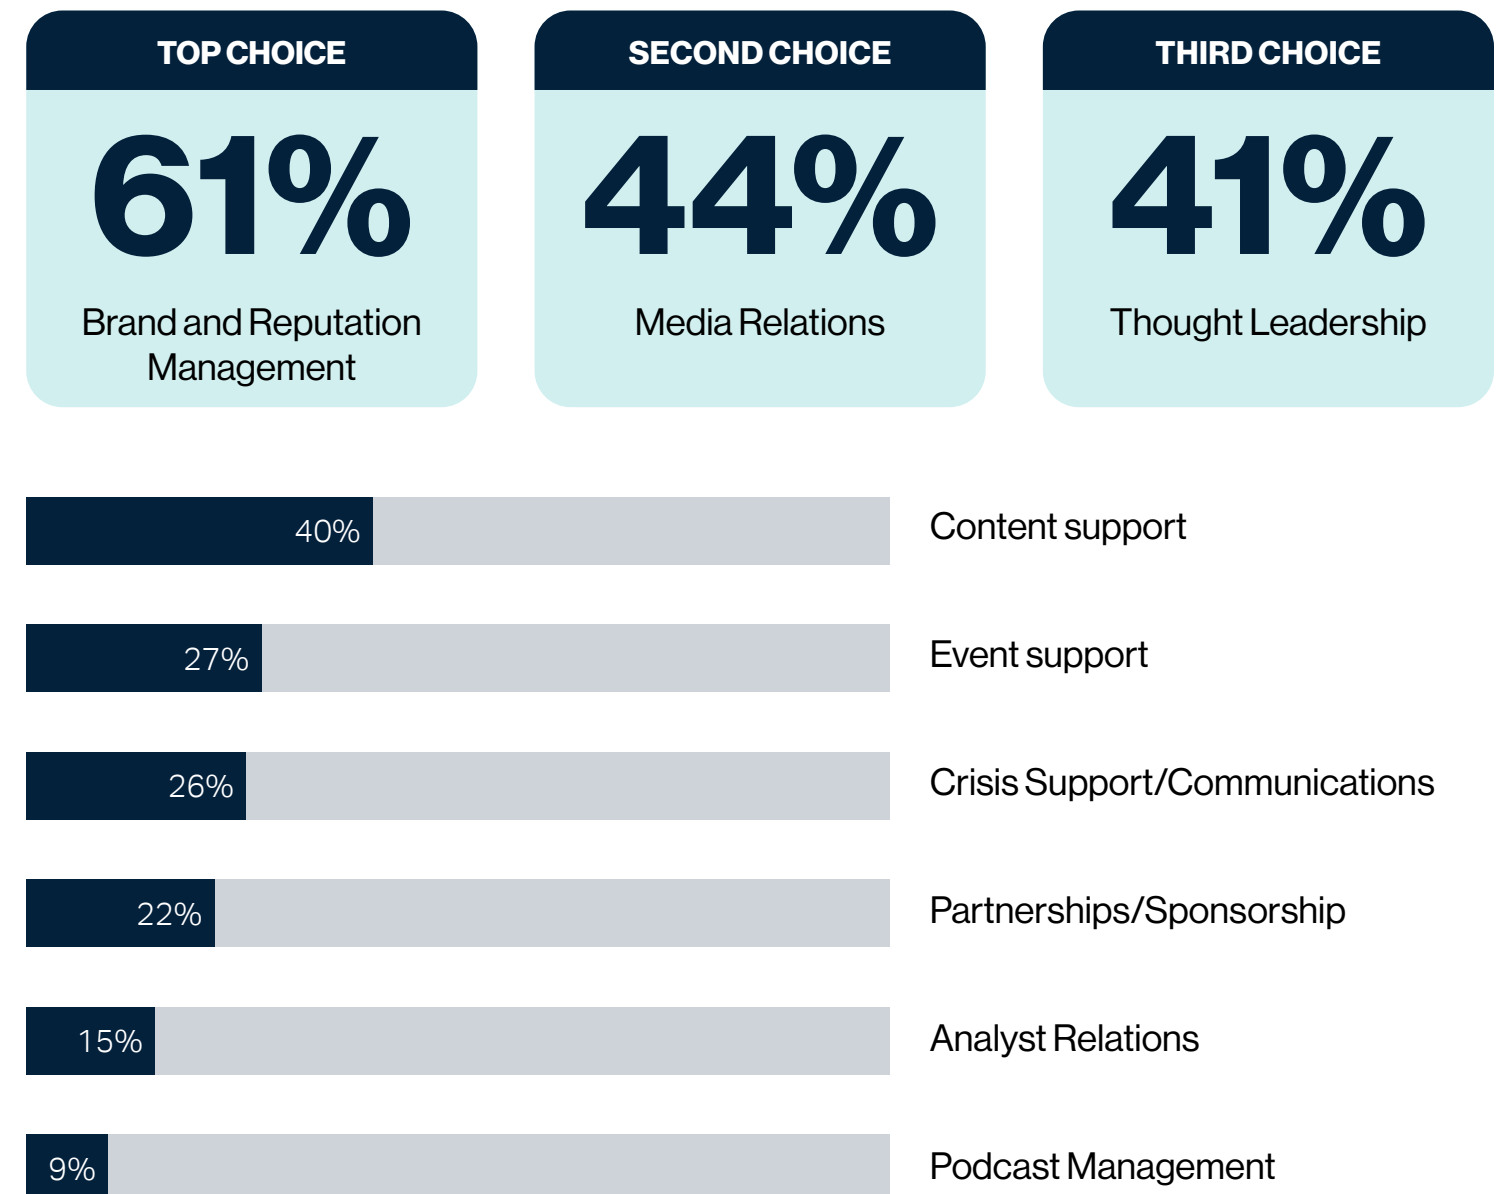 TOP CHOICE
61%
Brand and Reputation
Management
SECOND CHOICE
44%
Media Relations
THIRD CHOICE
41%
Thought Leadership
40%
Content support
27%
Event support
26%
Crisis Support/Communications
22%
Partnerships/Sponsorship
15%
Analyst Relations
9%
Podcast Management